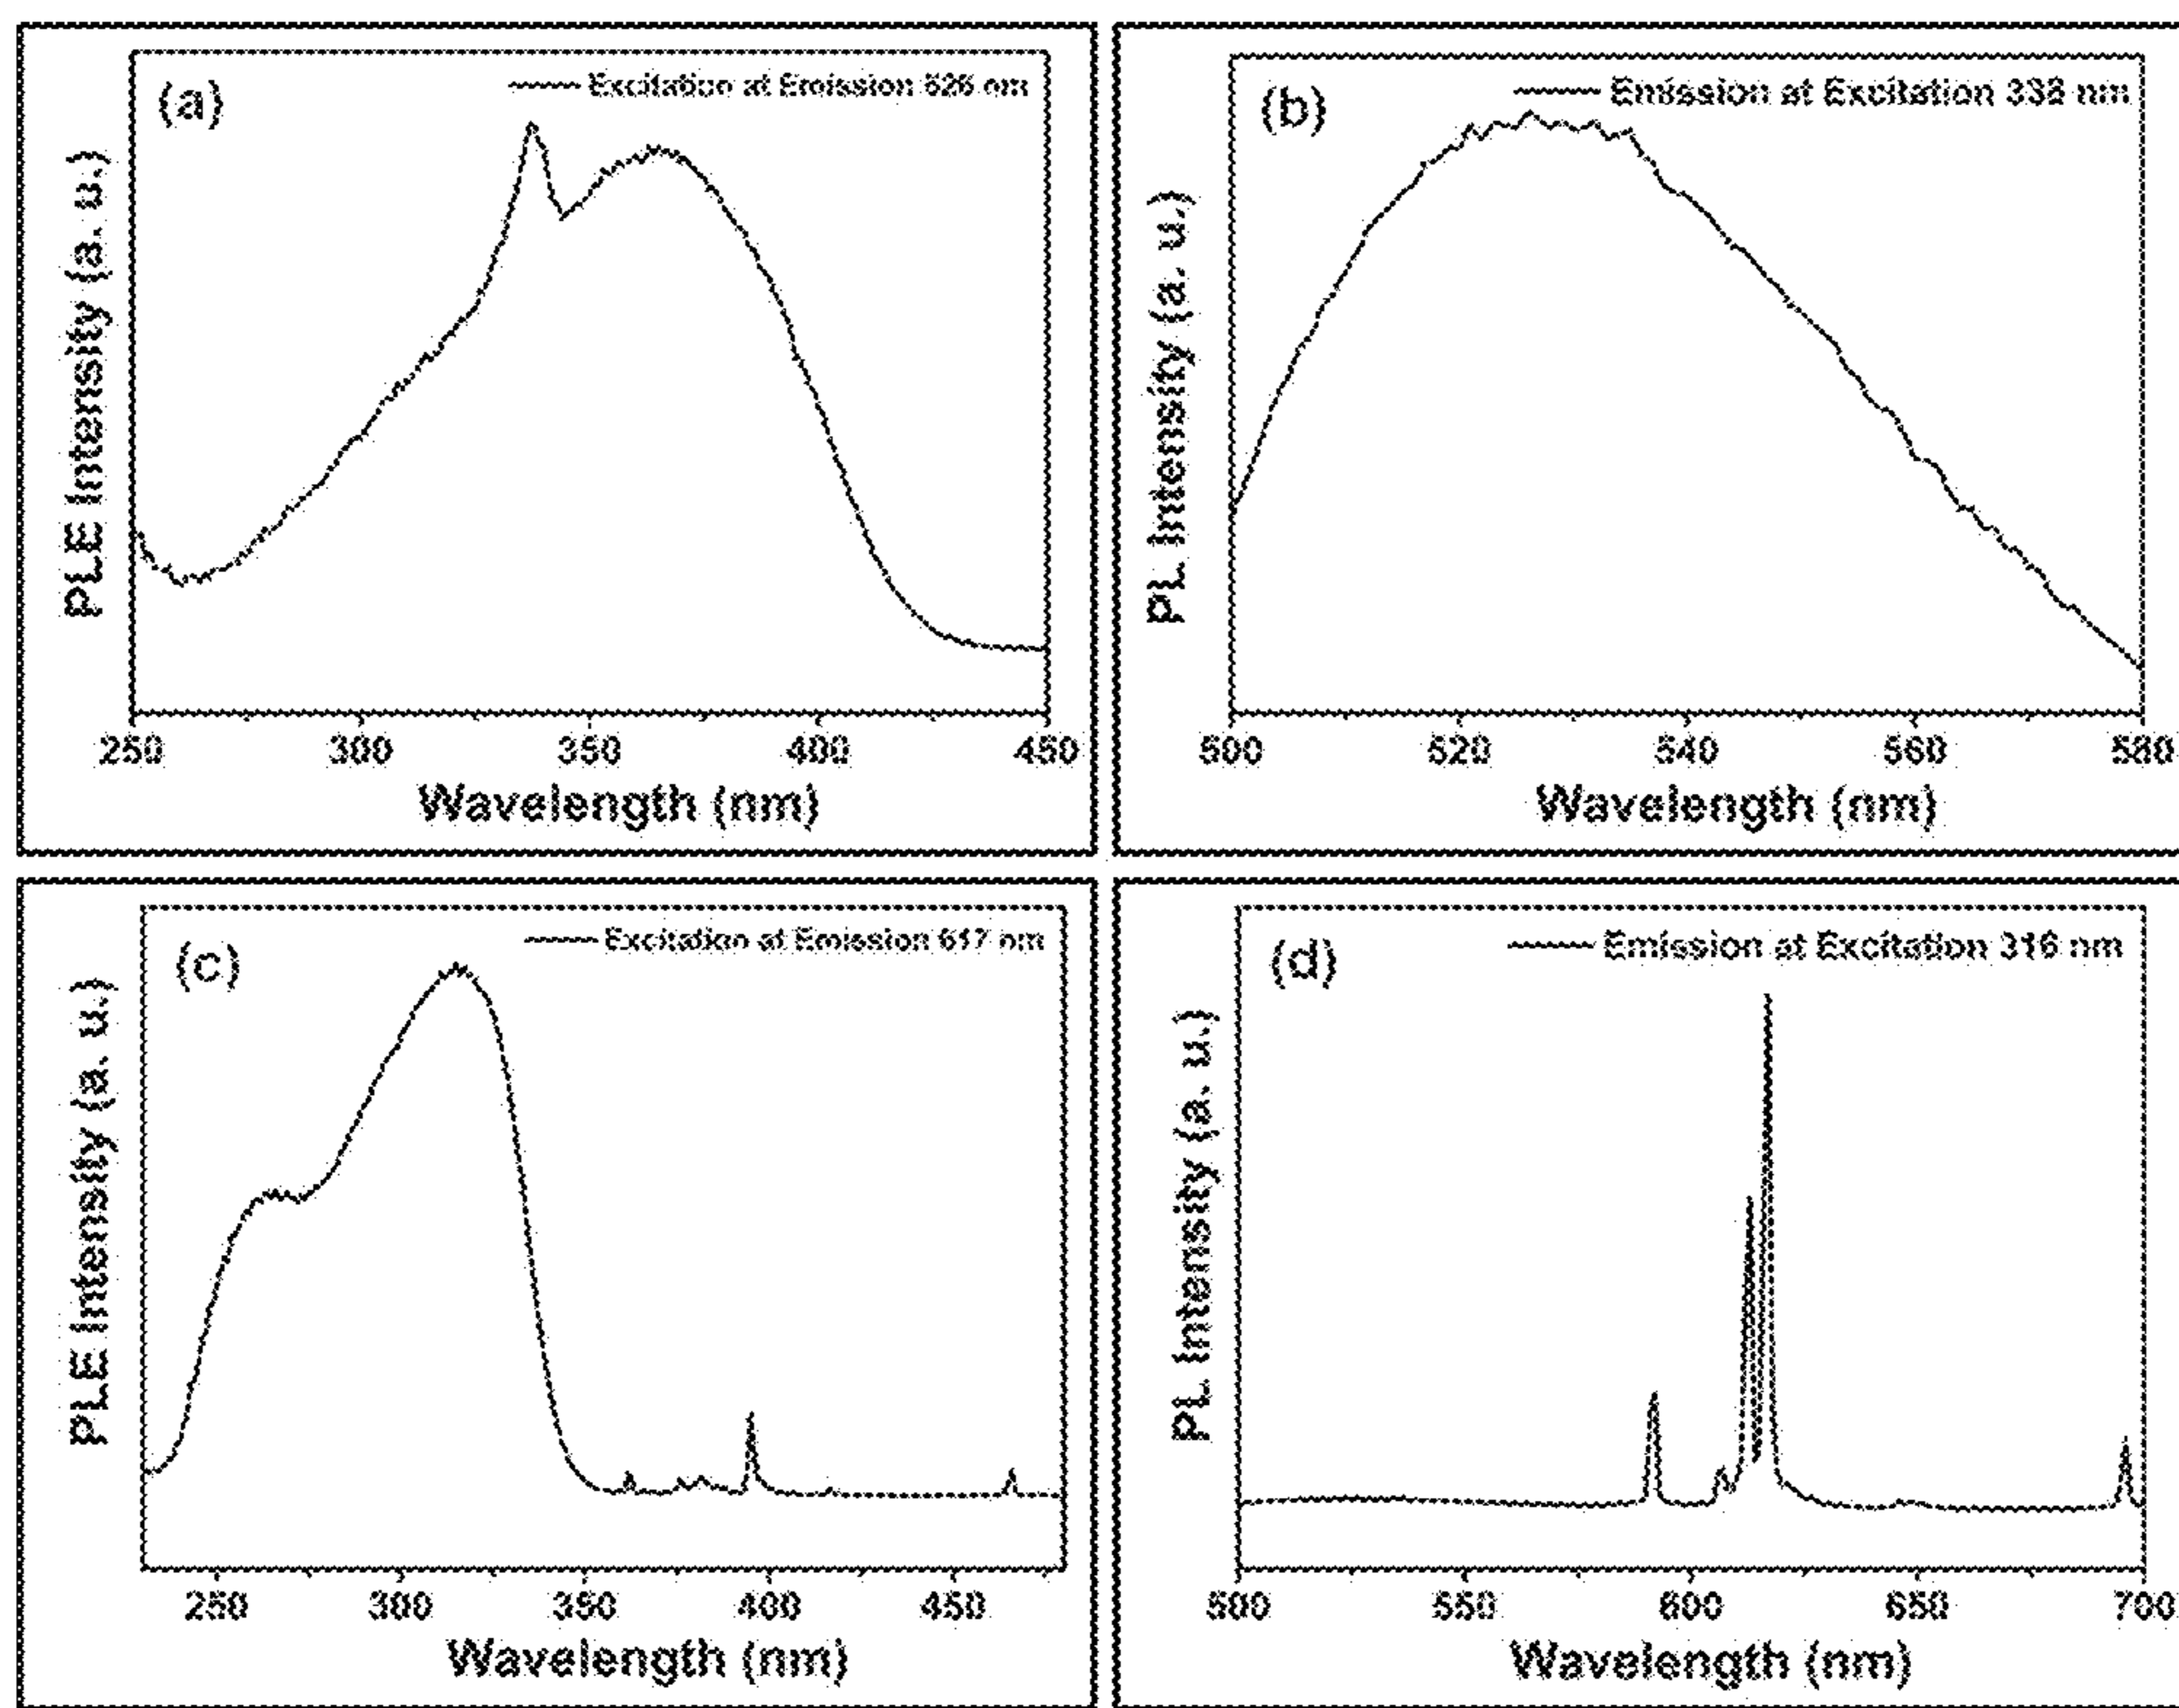 (a)
Excitation at Emission 526 nm
PLE Intensity (a. u.)
250 300 350 400 450
Wavelength (nm)
(b)
Emission at Excitation 338 nm
PL Intensity (a. u.)
500 520 540 560 580
Wavelength (nm)
(c)
Excitation at Emission 617 nm
PLE Intensity (a. u.)
250 300 350 400 450
Wavelength (nm)
(d)
Emission at Excitation 316 nm
PL Intensity (a. u.)
500 550 600 650 700
Wavelength (nm)